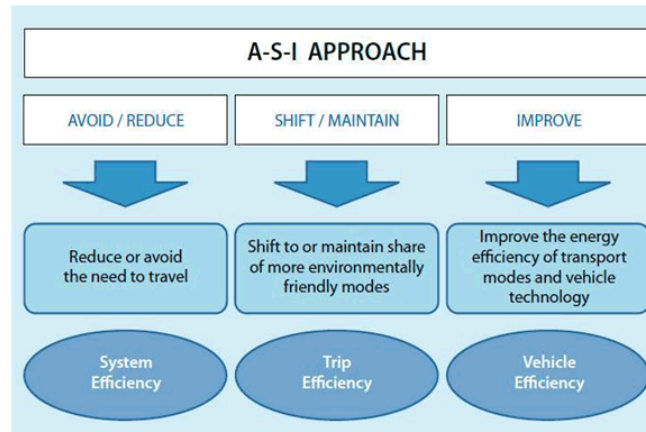 A-S-I APPROACH
AVOID / REDUCE
SHIFT / MAINTAIN
IMPROVE
Reduce or avoid
the need to travel
Shift to or maintain share
of more environmentally
friendly modes
Improve the energy
efficiency of transport
modes and vehicle
technology
System
Efficiency
Trip
Efficiency
Vehicle
Efficiency